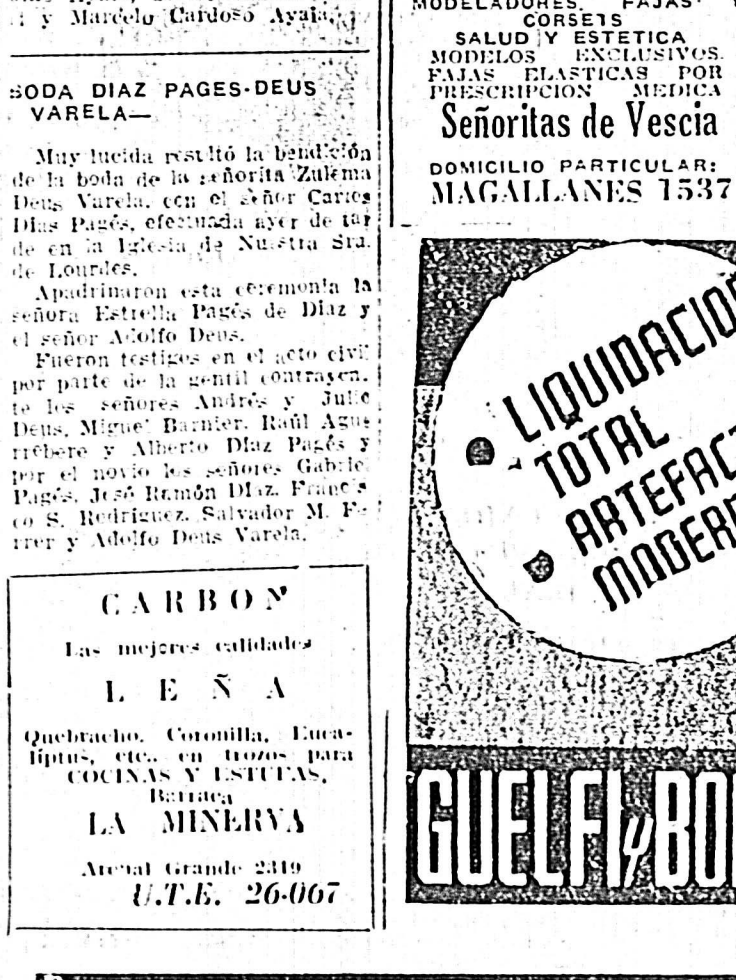 y Marcelo Cardoso Ayala.
BODA DIAZ PAGES-DEUS
VARELA—
Muy lucida resultó la bendición
de la boda de la señorita Zulema
Deus Varela, con el señor Carlos
Días Pagés, efectuada ayer de tar
de en la Iglesia de Nuestra Sra.
de Lourdes.
Apadrinaron esta ceremonia la
señora Estrella Pagés de Díaz y
el señor Adolfo Deus.
Fueron testigos en el acto civil
por parte de la gentil contrayen-
te los señores Andrés y Julio
Deus, Miguel Barnier, Raúl Ague
rrébere y Alberto Díaz Pagés y
por el novio los señores Gabriel
Pagés, José Ramón Díaz, Francis
co S. Rodríguez, Salvador M. Fe
rrer y Adolfo Deus Varela.
CARBON
Las mejores calidades
LEÑA
Quebracho, Coronilla, Euca-
liptus, etc., en trozos para
COCINAS Y ESTUFAS,
Barraca
LA MINERVA
Arenal Grande 2319
U.T.E. 26-067
MODELADORES. FAJAS
CORSETS
SALUD Y ESTETICA
MODELOS EXCLUSIVOS.
FAJAS ELASTICAS POR
PRESCRIPCION MEDICA
Señoritas de Vescia
DOMICILIO PARTICULAR:
MAGALLANES 1537
LIQUIDACION
TOTAL
ARTEFACT
MODER
GUELFI y BO